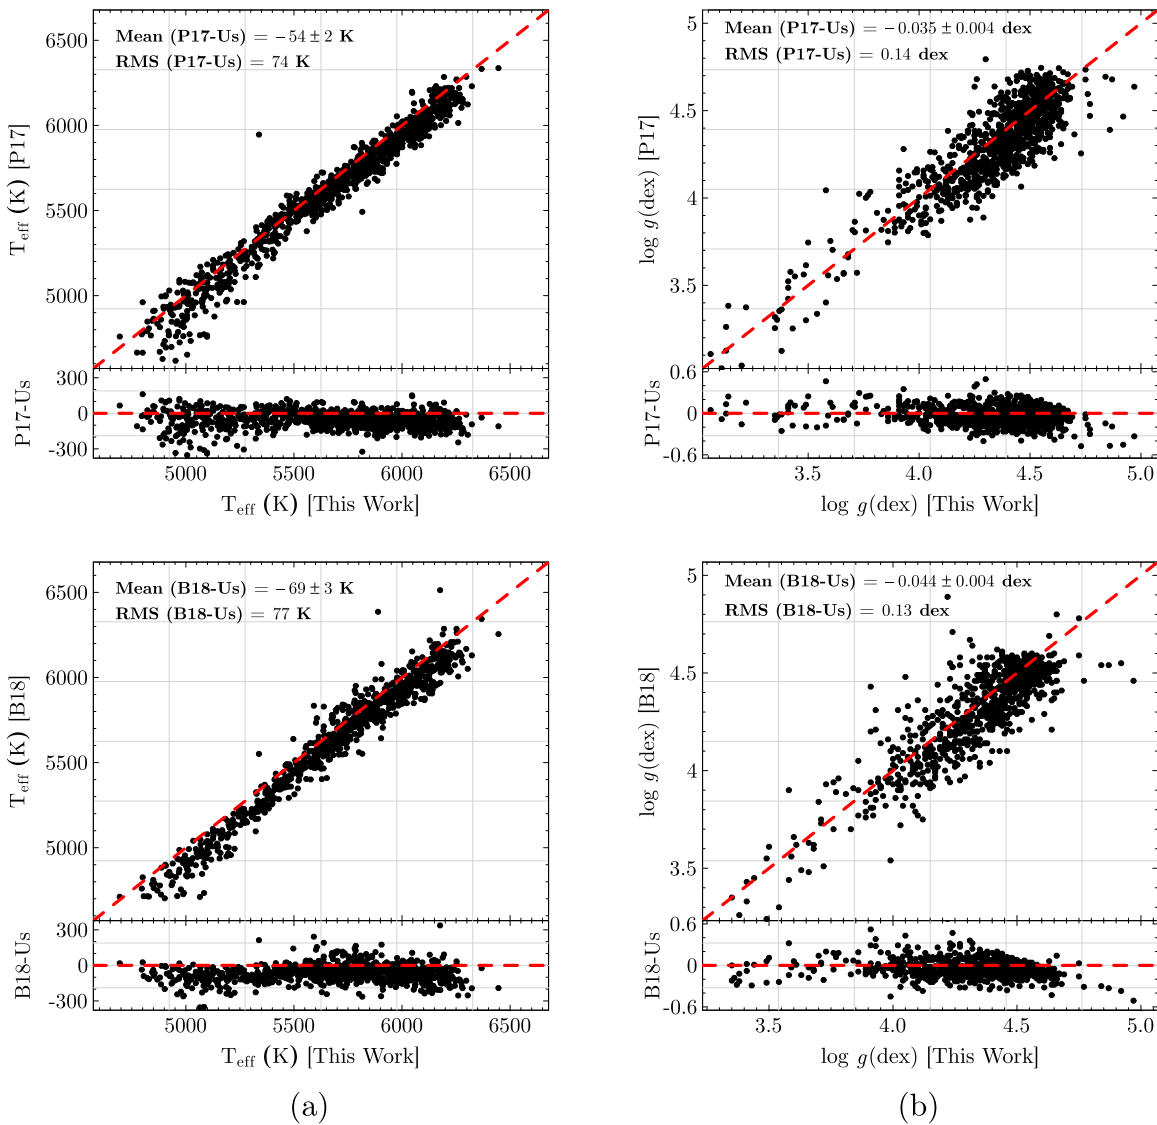 Mean (P17-Us) = −54 ± 2 K
RMS (P17-Us) = 74 K
6500
6000
5500
5000
T_eff (K) [P17]
300
0
-300
P17-Us
5000 5500 6000 6500
T_eff (K) [This Work]
Mean (P17-Us) = −0.035 ± 0.004 dex
RMS (P17-Us) = 0.14 dex
5
4.5
4
3.5
log g(dex) [P17]
0.6
0
-0.6
P17-Us
3.5 4.0 4.5 5.0
log g(dex) [This Work]
Mean (B18-Us) = −69 ± 3 K
RMS (B18-Us) = 77 K
6500
6000
5500
5000
T_eff (K) [B18]
300
0
-300
B18-Us
5000 5500 6000 6500
T_eff (K) [This Work]
(a)
Mean (B18-Us) = −0.044 ± 0.004 dex
RMS (B18-Us) = 0.13 dex
5
4.5
4
3.5
log g(dex) [B18]
0.6
0
-0.6
B18-Us
3.5 4.0 4.5 5.0
log g(dex) [This Work]
(b)